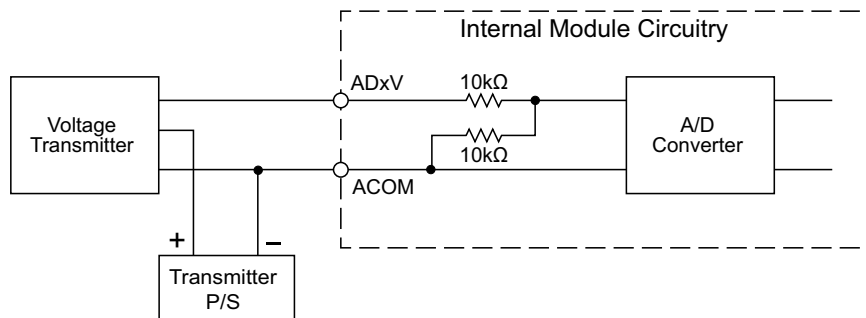 Internal Module Circuitry
ADxV
10kΩ
Voltage
Transmitter
A/D
Converter
10kΩ
ACOM
+
–
Transmitter
P/S